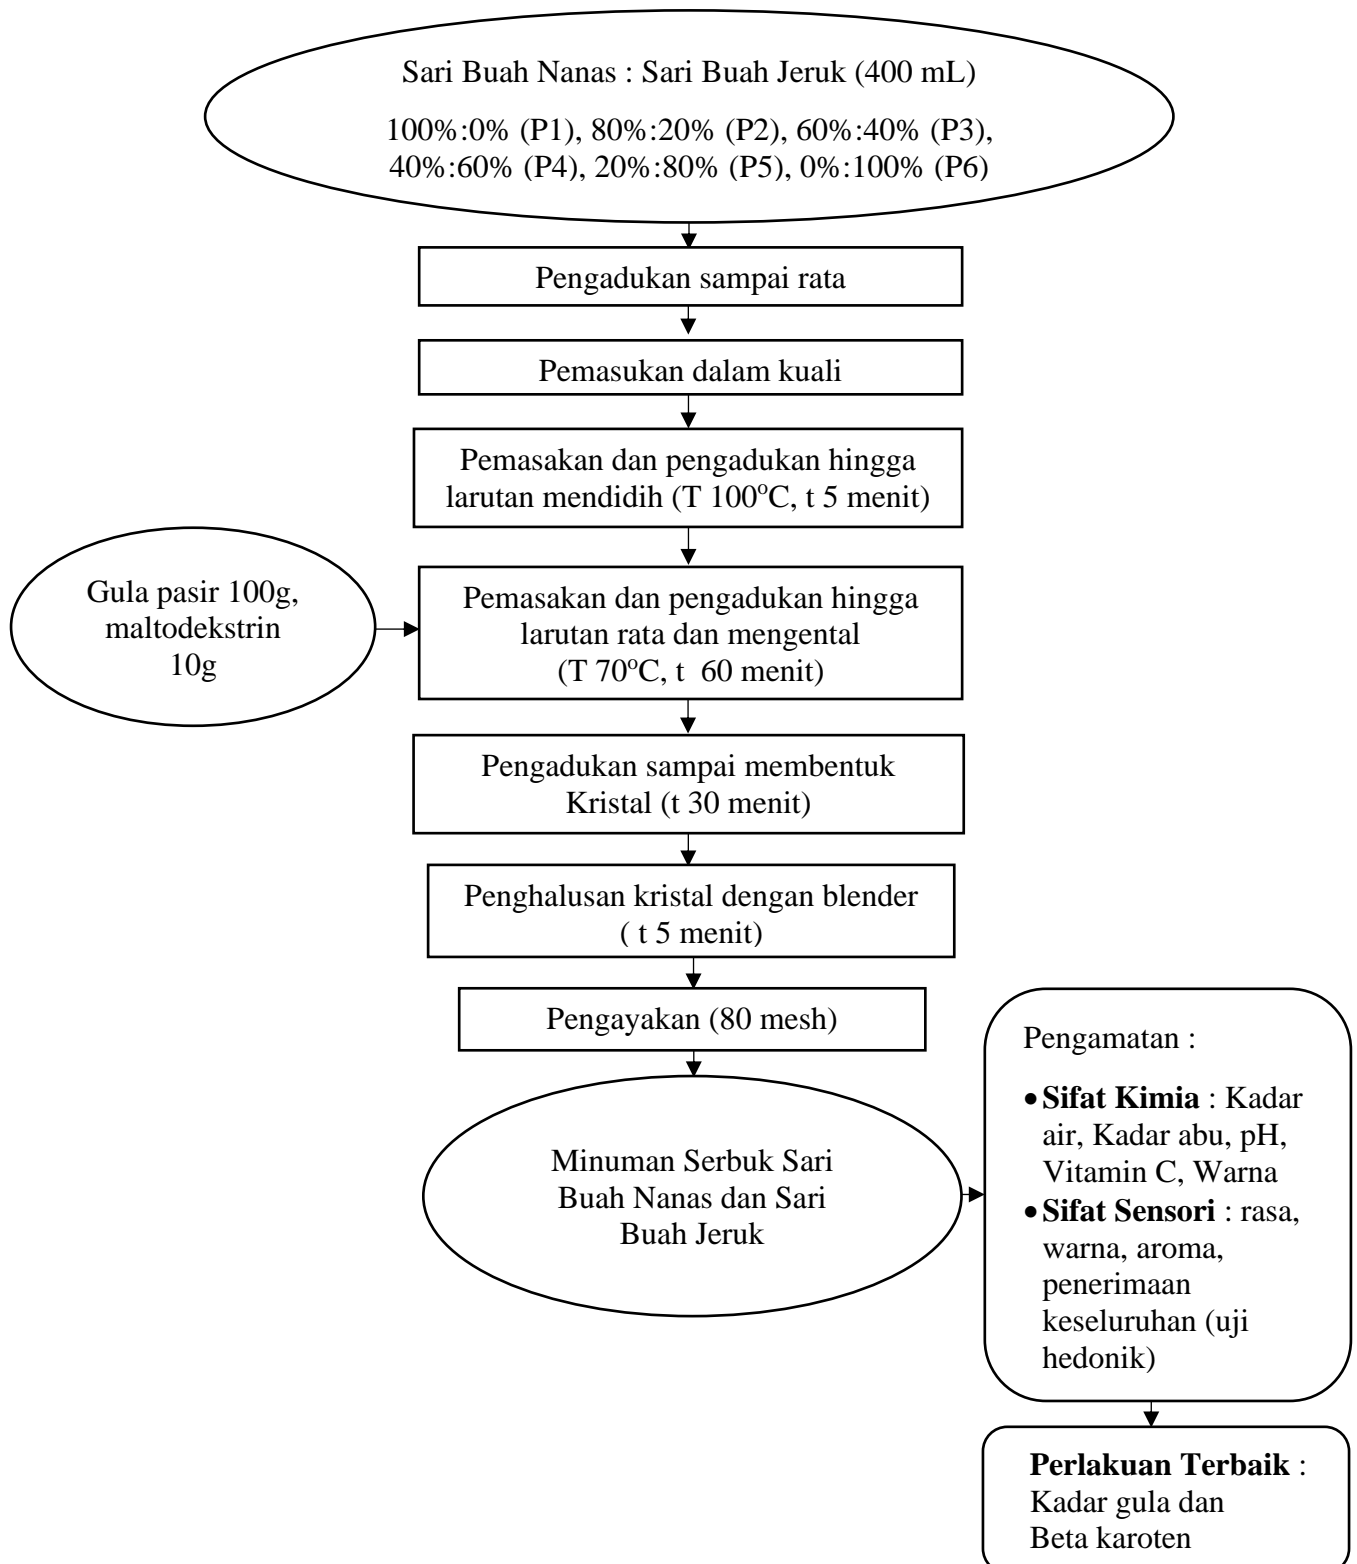 Sari Buah Nanas : Sari Buah Jeruk (400 mL)
100%:0% (P1), 80%:20% (P2), 60%:40% (P3),
40%:60% (P4), 20%:80% (P5), 0%:100% (P6)
Pengadukan sampai rata
Pemasukan dalam kuali
Pemasakan dan pengadukan hingga
larutan mendidih (T 100°C, t 5 menit)
Gula pasir 100g,
maltodekstrin
10g
Pemasakan dan pengadukan hingga
larutan rata dan mengental
(T 70°C, t 60 menit)
Pengadukan sampai membentuk
Kristal (t 30 menit)
Penghalusan kristal dengan blender
( t 5 menit)
Pengayakan (80 mesh)
Minuman Serbuk Sari
Buah Nanas dan Sari
Buah Jeruk
Pengamatan :
• Sifat Kimia : Kadar
air, Kadar abu, pH,
Vitamin C, Warna
• Sifat Sensori : rasa,
warna, aroma,
penerimaan
keseluruhan (uji
hedonik)
Perlakuan Terbaik :
Kadar gula dan
Beta karoten